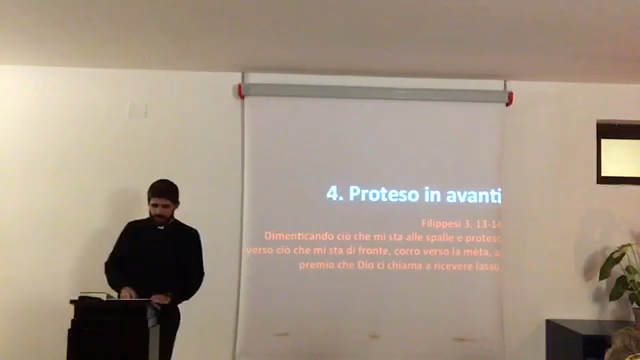 4. Proteso in avanti
Filippesi 3, 13-14
Dimenticando ciò che mi sta alle spalle e proteso
verso ciò che mi sta di fronte, corro verso la mèta, a
premio che Dio ci chiama a ricevere lassù